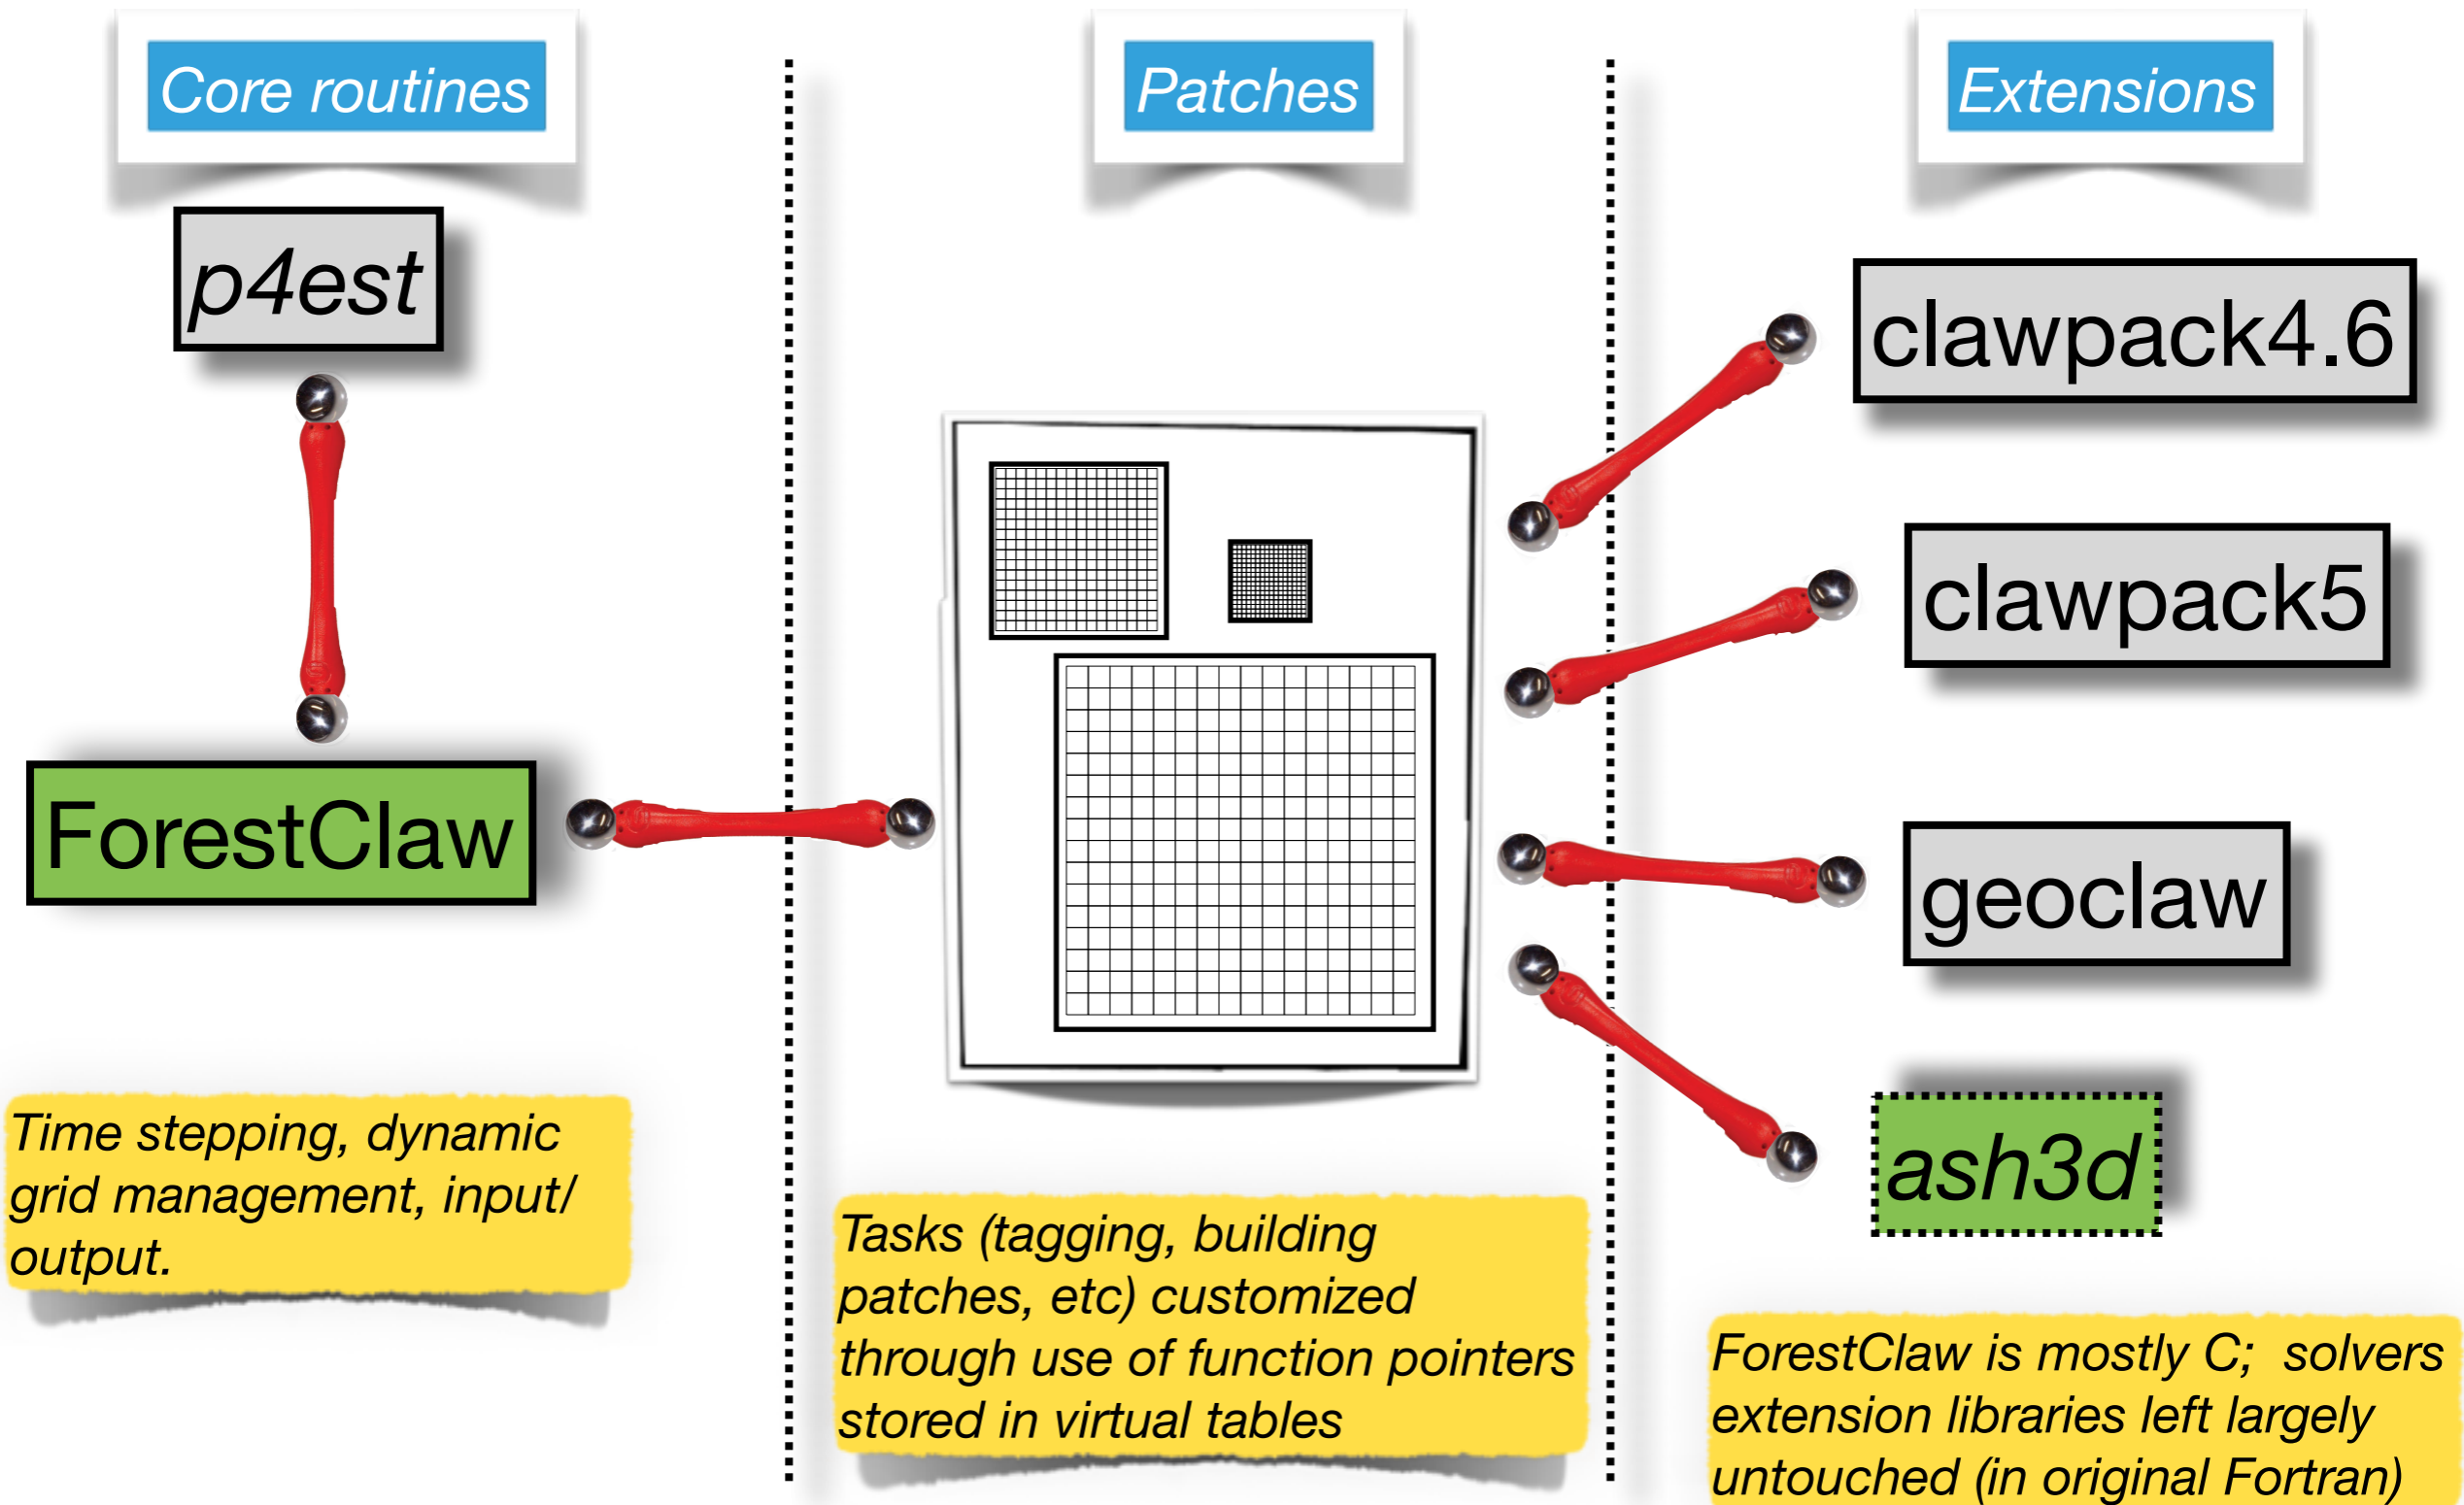 Core routines
Patches
Extensions
p4est
ForestClaw
clawpack4.6
clawpack5
geoclaw
ash3d
Time stepping, dynamic
grid management, input/
output.
Tasks (tagging, building
patches, etc) customized
through use of function pointers
stored in virtual tables
ForestClaw is mostly C;  solvers
extension libraries left largely
untouched (in original Fortran)